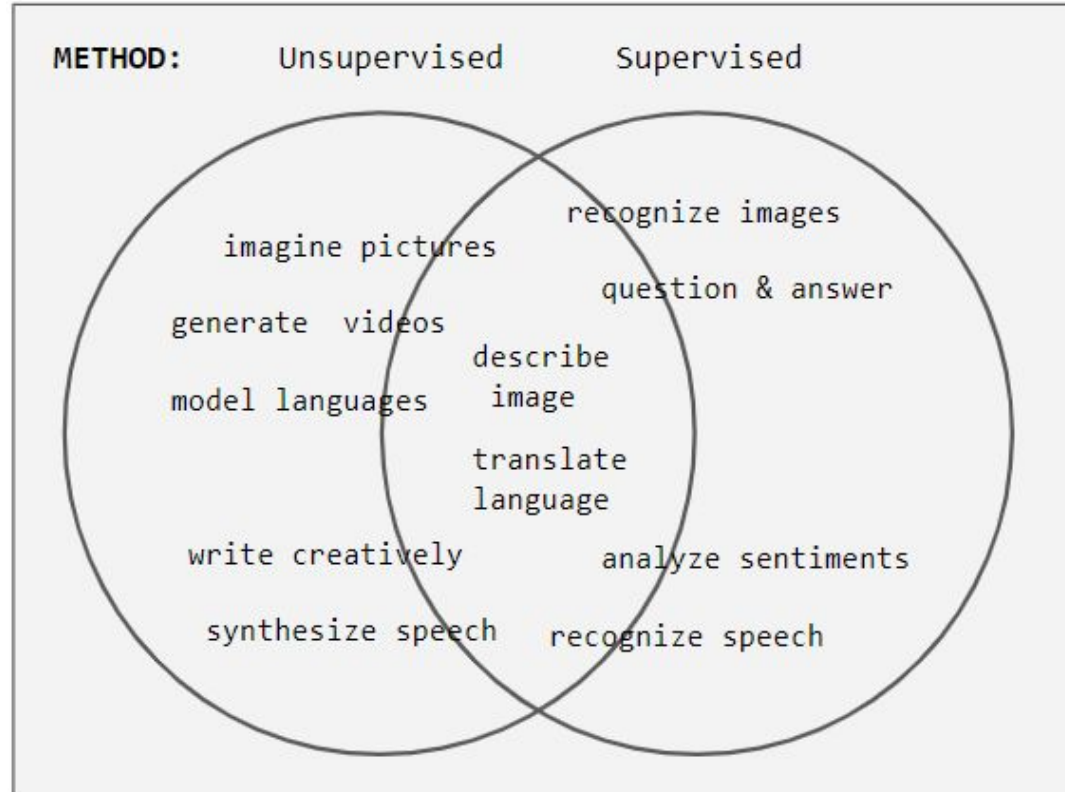 METHOD: Unsupervised Supervised
recognize images
imagine pictures
question & answer
generate videos
describe
image
model languages
translate
language
write creatively
analyze sentiments
synthesize speech
recognize speech